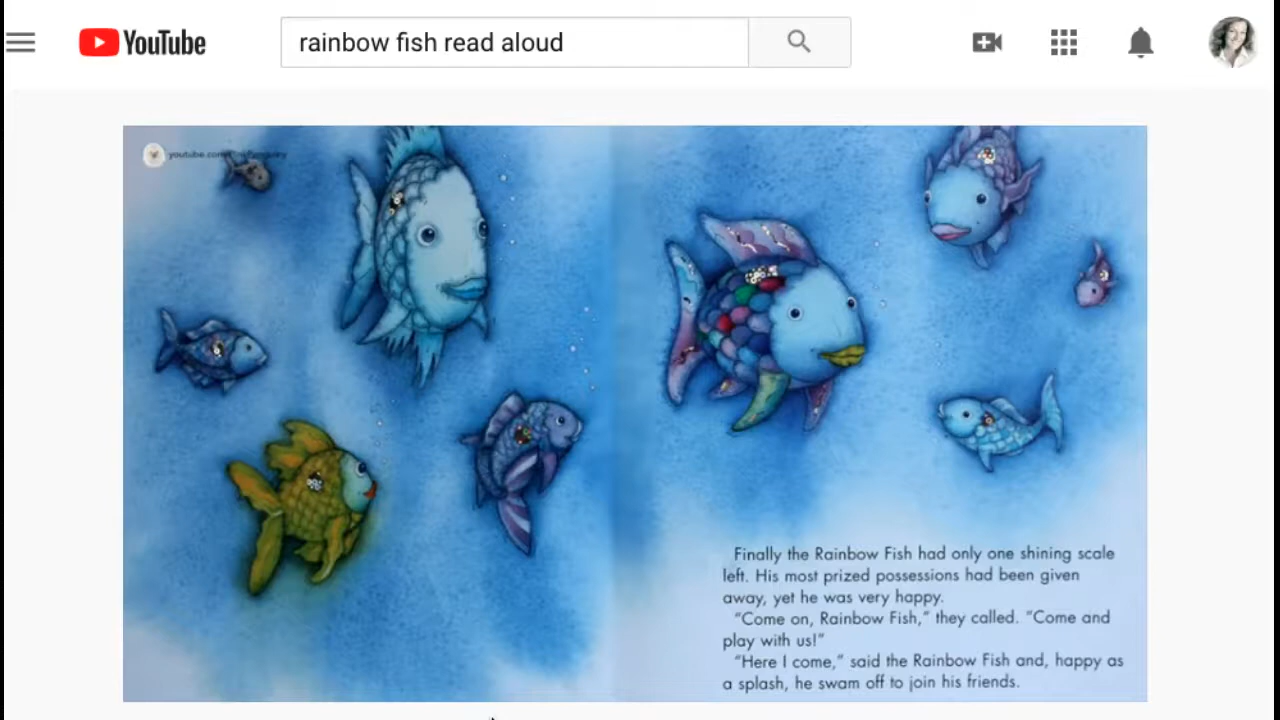 YouTube
rainbow fish read aloud
Finally the Rainbow Fish had only one shining scale
left. His most prized possessions had been given
away, yet he was very happy.
“Come on, Rainbow Fish,” they called. “Come and
play with us!”
“Here I come,” said the Rainbow Fish and, happy as
a splash, he swam off to join his friends.